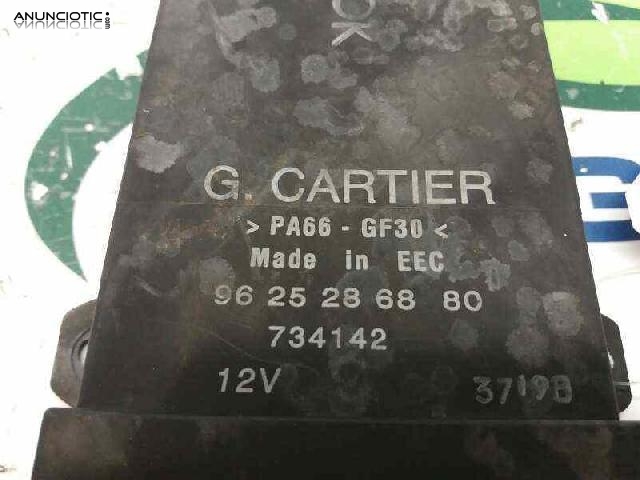 ANUNCIOTIC
OK
G. CARTIER
> PA66 - GF30 <
Made in EEC
96 25 28 68 80
734142
12V
3719B